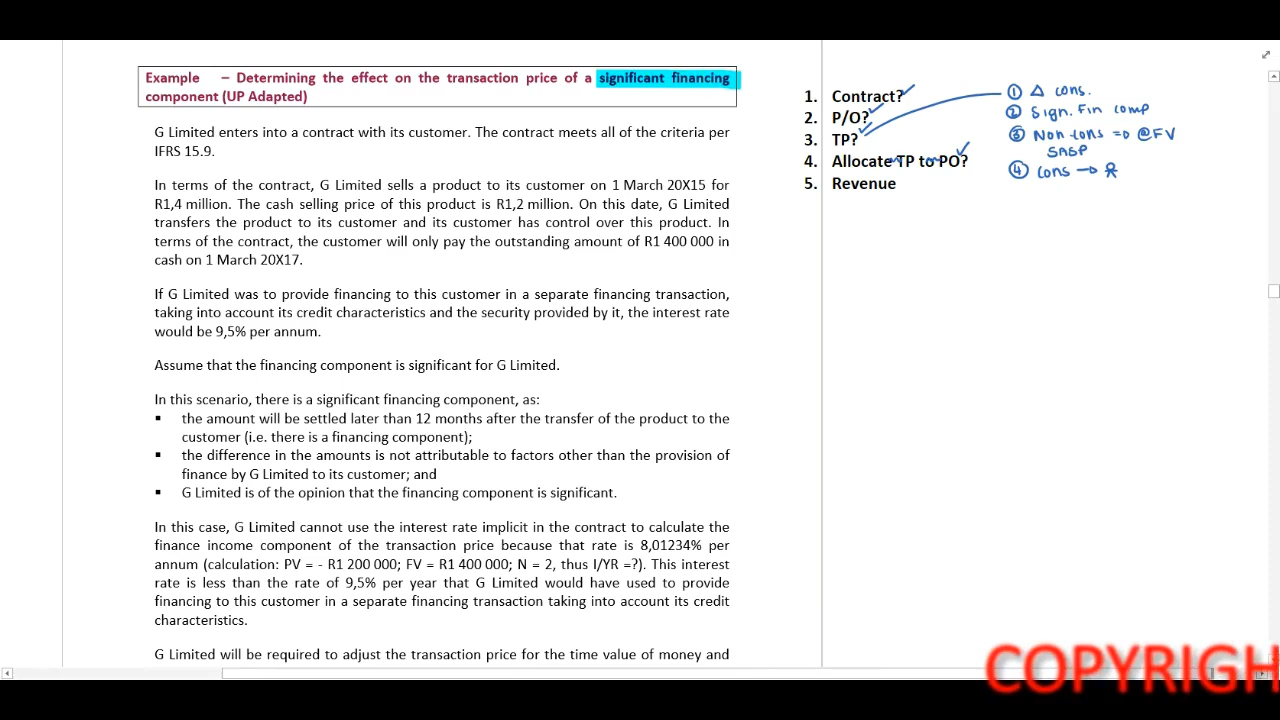 Example – Determining the effect on the transaction price of a significant financing
component (UP Adapted)
G Limited enters into a contract with its customer. The contract meets all of the criteria per
IFRS 15.9.
In terms of the contract, G Limited sells a product to its customer on 1 March 20X15 for
R1,4 million. The cash selling price of this product is R1,2 million. On this date, G Limited
transfers the product to its customer and its customer has control over this product. In
terms of the contract, the customer will only pay the outstanding amount of R1 400 000 in
cash on 1 March 20X17.
If G Limited was to provide financing to this customer in a separate financing transaction,
taking into account its credit characteristics and the security provided by it, the interest rate
would be 9,5% per annum.
Assume that the financing component is significant for G Limited.
In this scenario, there is a significant financing component, as:
▪ the amount will be settled later than 12 months after the transfer of the product to the
customer (i.e. there is a financing component);
▪ the difference in the amounts is not attributable to factors other than the provision of
finance by G Limited to its customer; and
▪ G Limited is of the opinion that the financing component is significant.
In this case, G Limited cannot use the interest rate implicit in the contract to calculate the
finance income component of the transaction price because that rate is 8,01234% per
annum (calculation: PV = - R1 200 000; FV = R1 400 000; N = 2, thus I/YR =?). This interest
rate is less than the rate of 9,5% per year that G Limited would have used to provide
financing to this customer in a separate financing transaction taking into account its credit
characteristics.
G Limited will be required to adjust the transaction price for the time value of money and
1. Contract?
2. P/O?
3. TP?
4. Allocate TP to PO?
5. Revenue
① Δ cons.
② Sign. Fin comp
③ Non-cons => @FV
SASP
④ Cons →
COPYRIGH